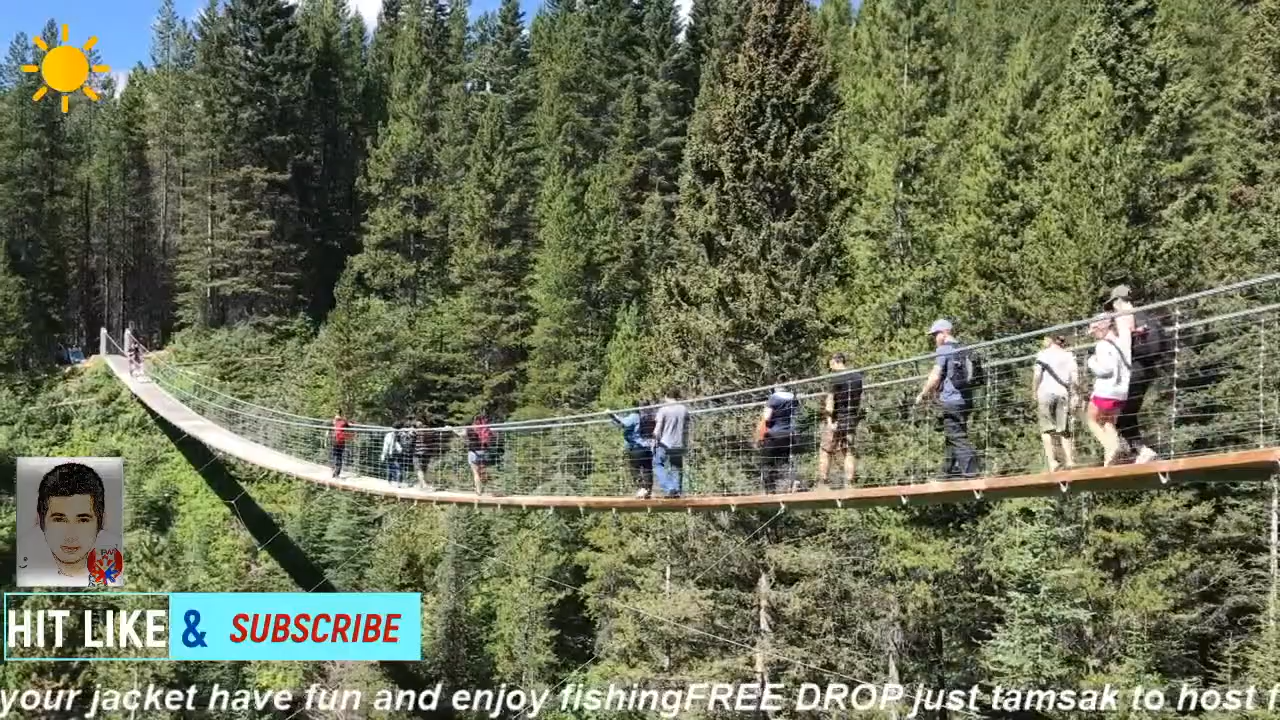 HIT LIKE & SUBSCRIBE
your jacket have fun and enjoy fishingFREE DROP just tamsak to host f